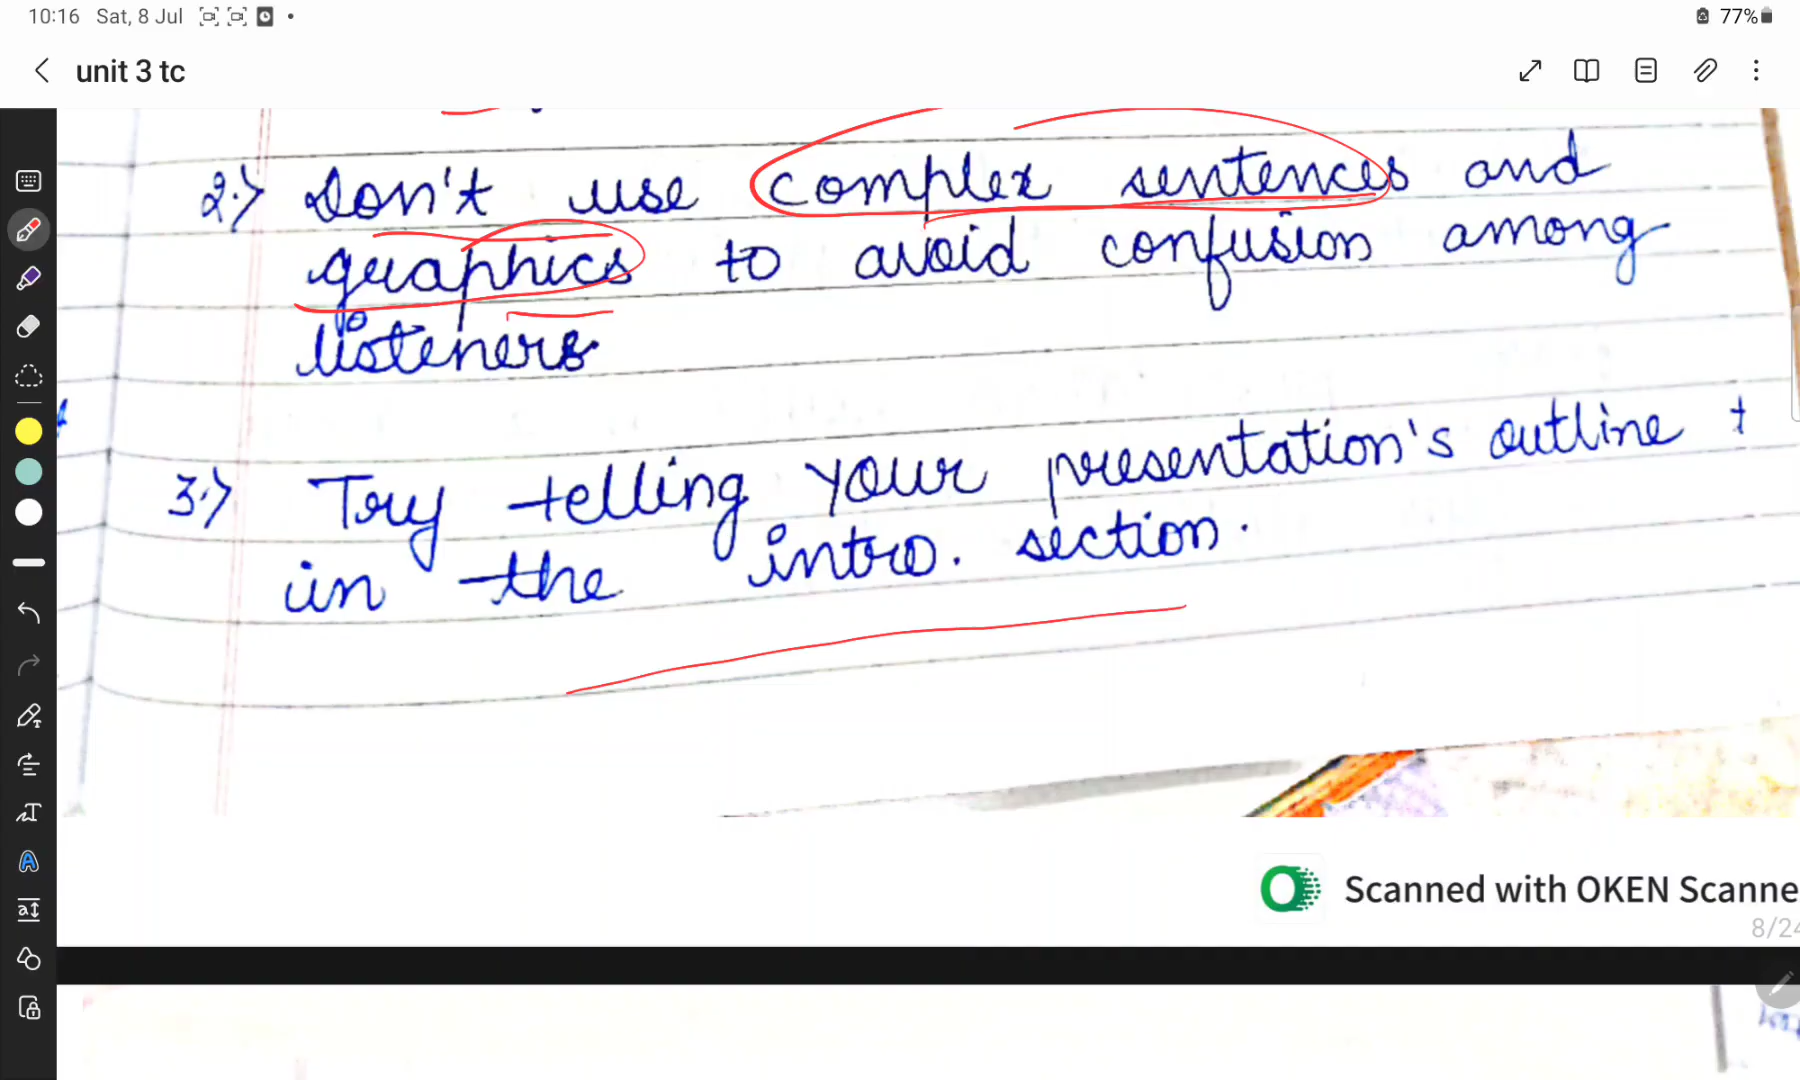 10:16 Sat, 8 Jul
77%
unit 3 tc
2.) Don't use complex sentences and
graphics to avoid confusion among
listeners.
3.) Try telling your presentation's outline
in the intro. section.
Scanned with OKEN Scanne
8/24